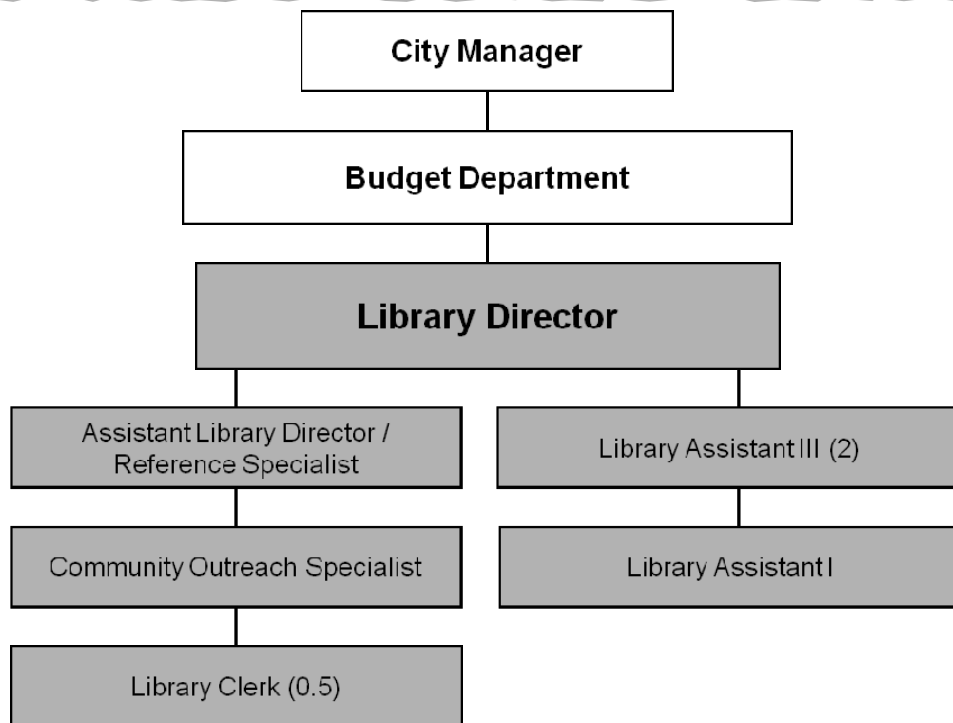 City Manager
Budget Department
Library Director
Assistant Library Director /
Reference Specialist
Community Outreach Specialist
Library Clerk (0.5)
Library Assistant III (2)
Library Assistant I